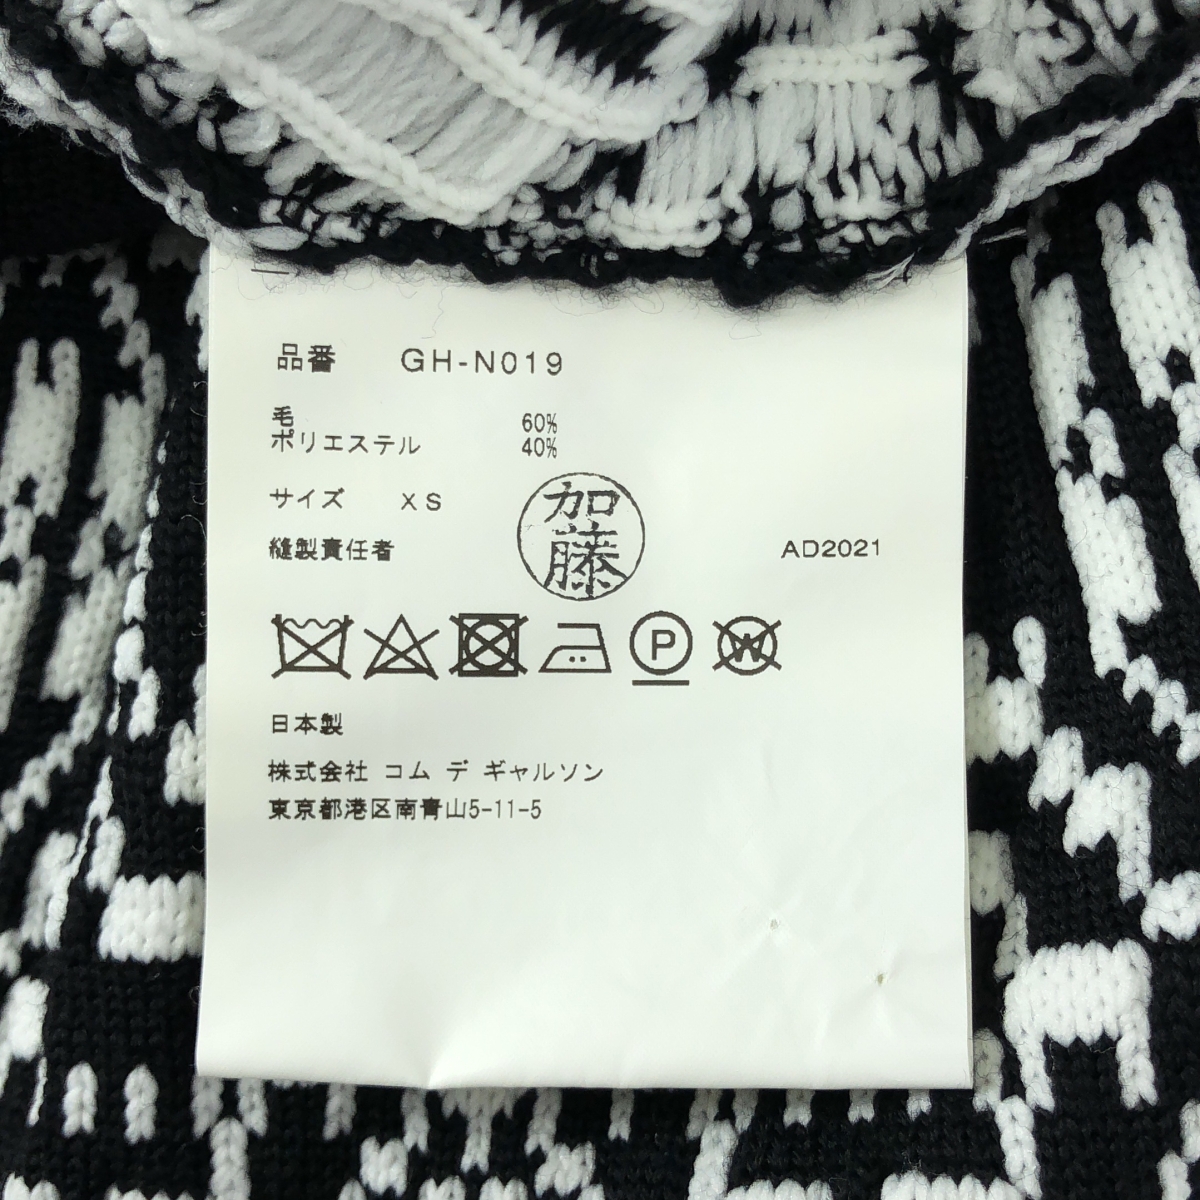 品番 GH-N019
毛 60%
ポリエステル 40%
サイズ XS
加藤
縫製責任者 AD2021
P
W
日本製
株式会社 コム デ ギャルソン
東京都港区南青山5-11-5